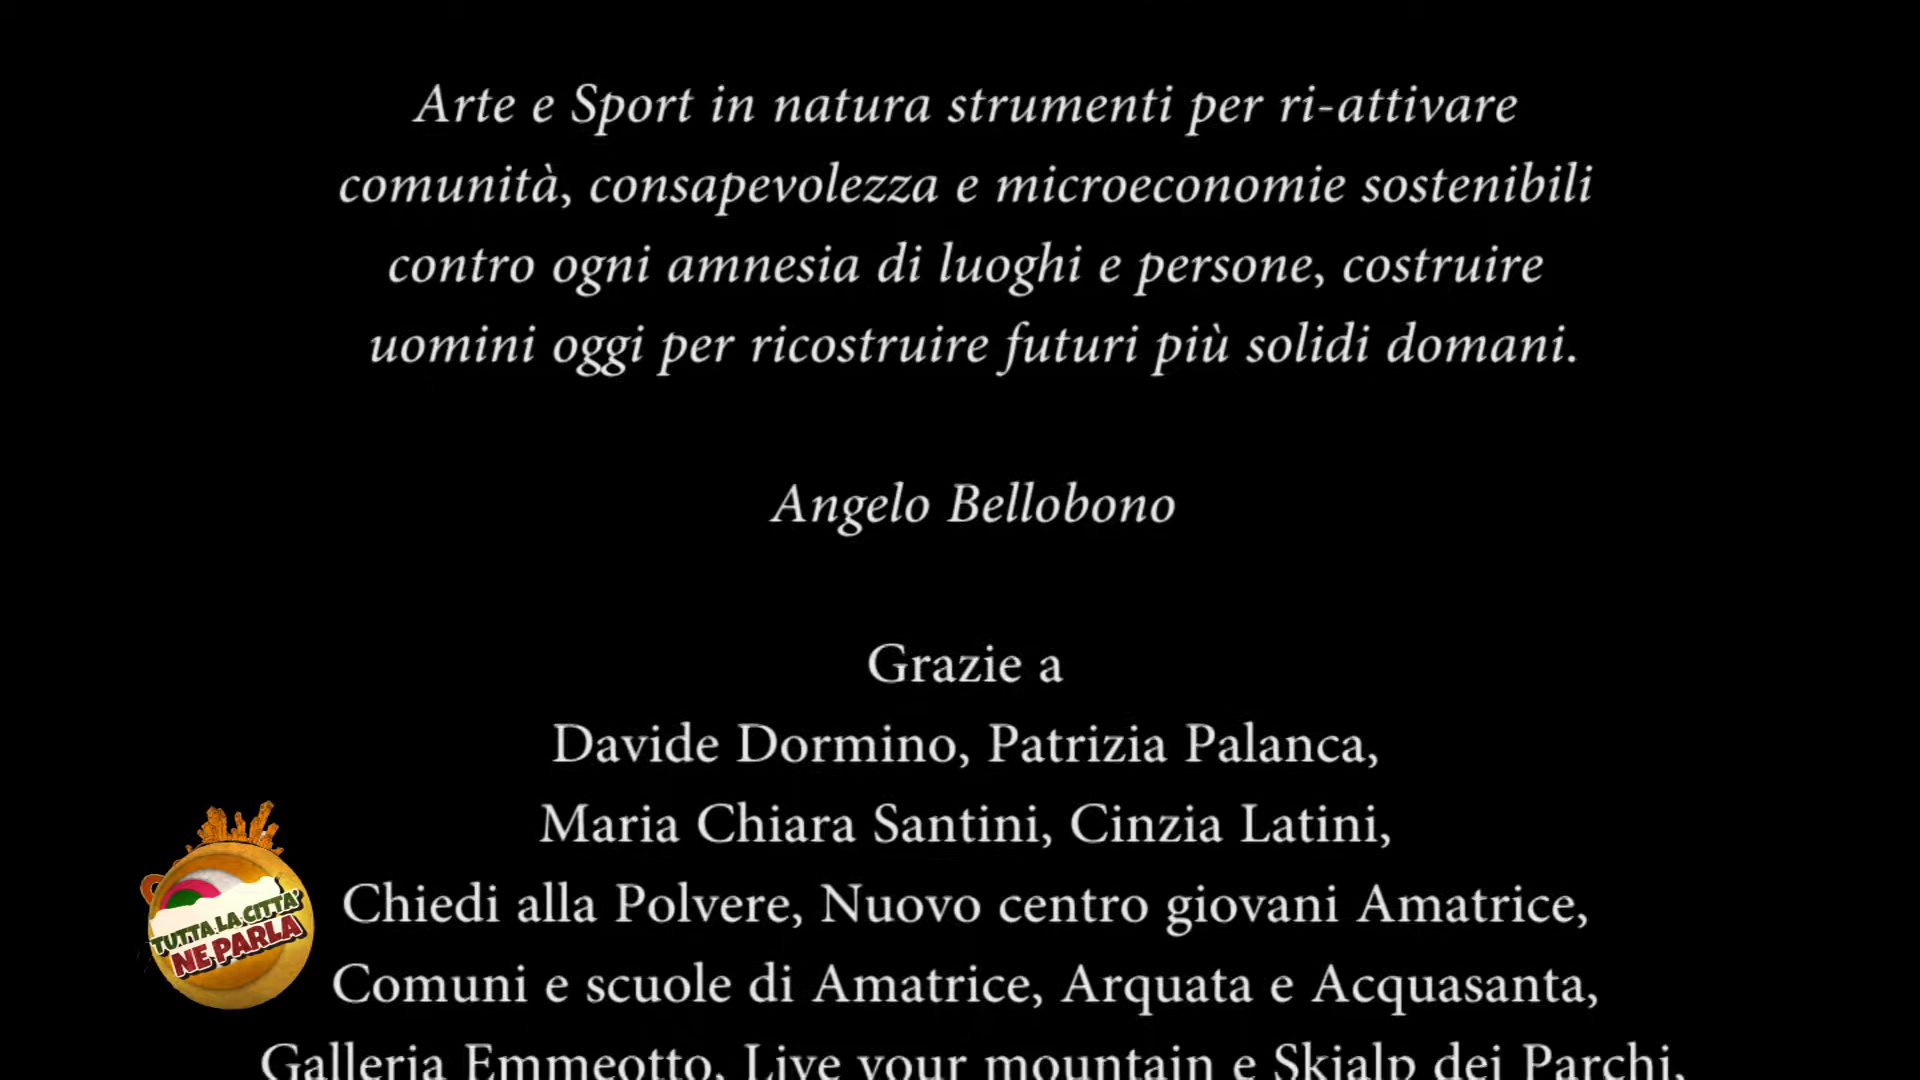 Arte e Sport in natura strumenti per ri-attivare
comunità, consapevolezza e microeconomie sostenibili
contro ogni amnesia di luoghi e persone, costruire
uomini oggi per ricostruire futuri più solidi domani.
Angelo Bellobono
Grazie a
Davide Dormino, Patrizia Palanca,
Maria Chiara Santini, Cinzia Latini,
Chiedi alla Polvere, Nuovo centro giovani Amatrice,
Comuni e scuole di Amatrice, Arquata e Acquasanta,
Galleria Emmeotto, Live your mountain e Skialp dei Parchi,
TUTTA LA CITTA'
NE PARLA